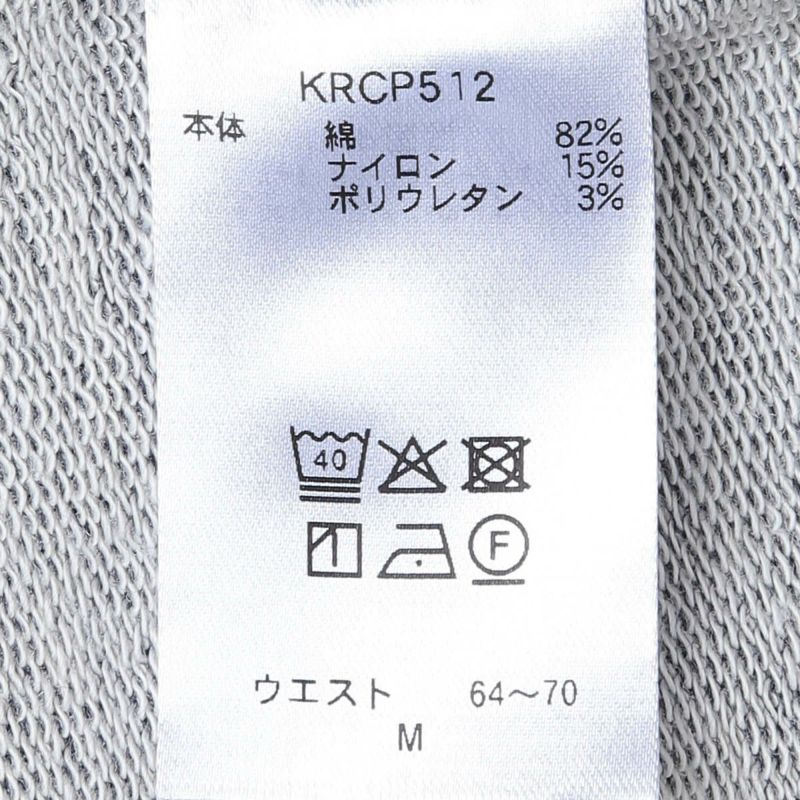 KRCP512
本体 綿 82%
ナイロン 15%
ポリウレタン 3%
40
F
ウエスト 64～70
M